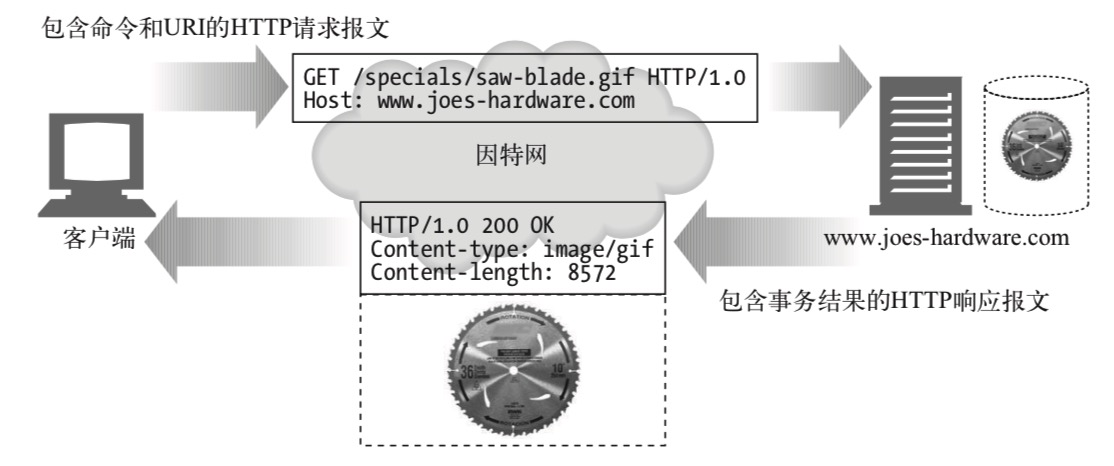 包含命令和URI的HTTP请求报文
GET /specials/saw-blade.gif HTTP/1.0
Host: www.joes-hardware.com
因特网
客户端
HTTP/1.0 200 OK
Content-type: image/gif
Content-length: 8572
www.joes-hardware.com
包含事务结果的HTTP响应报文
ROTATION
36
10"